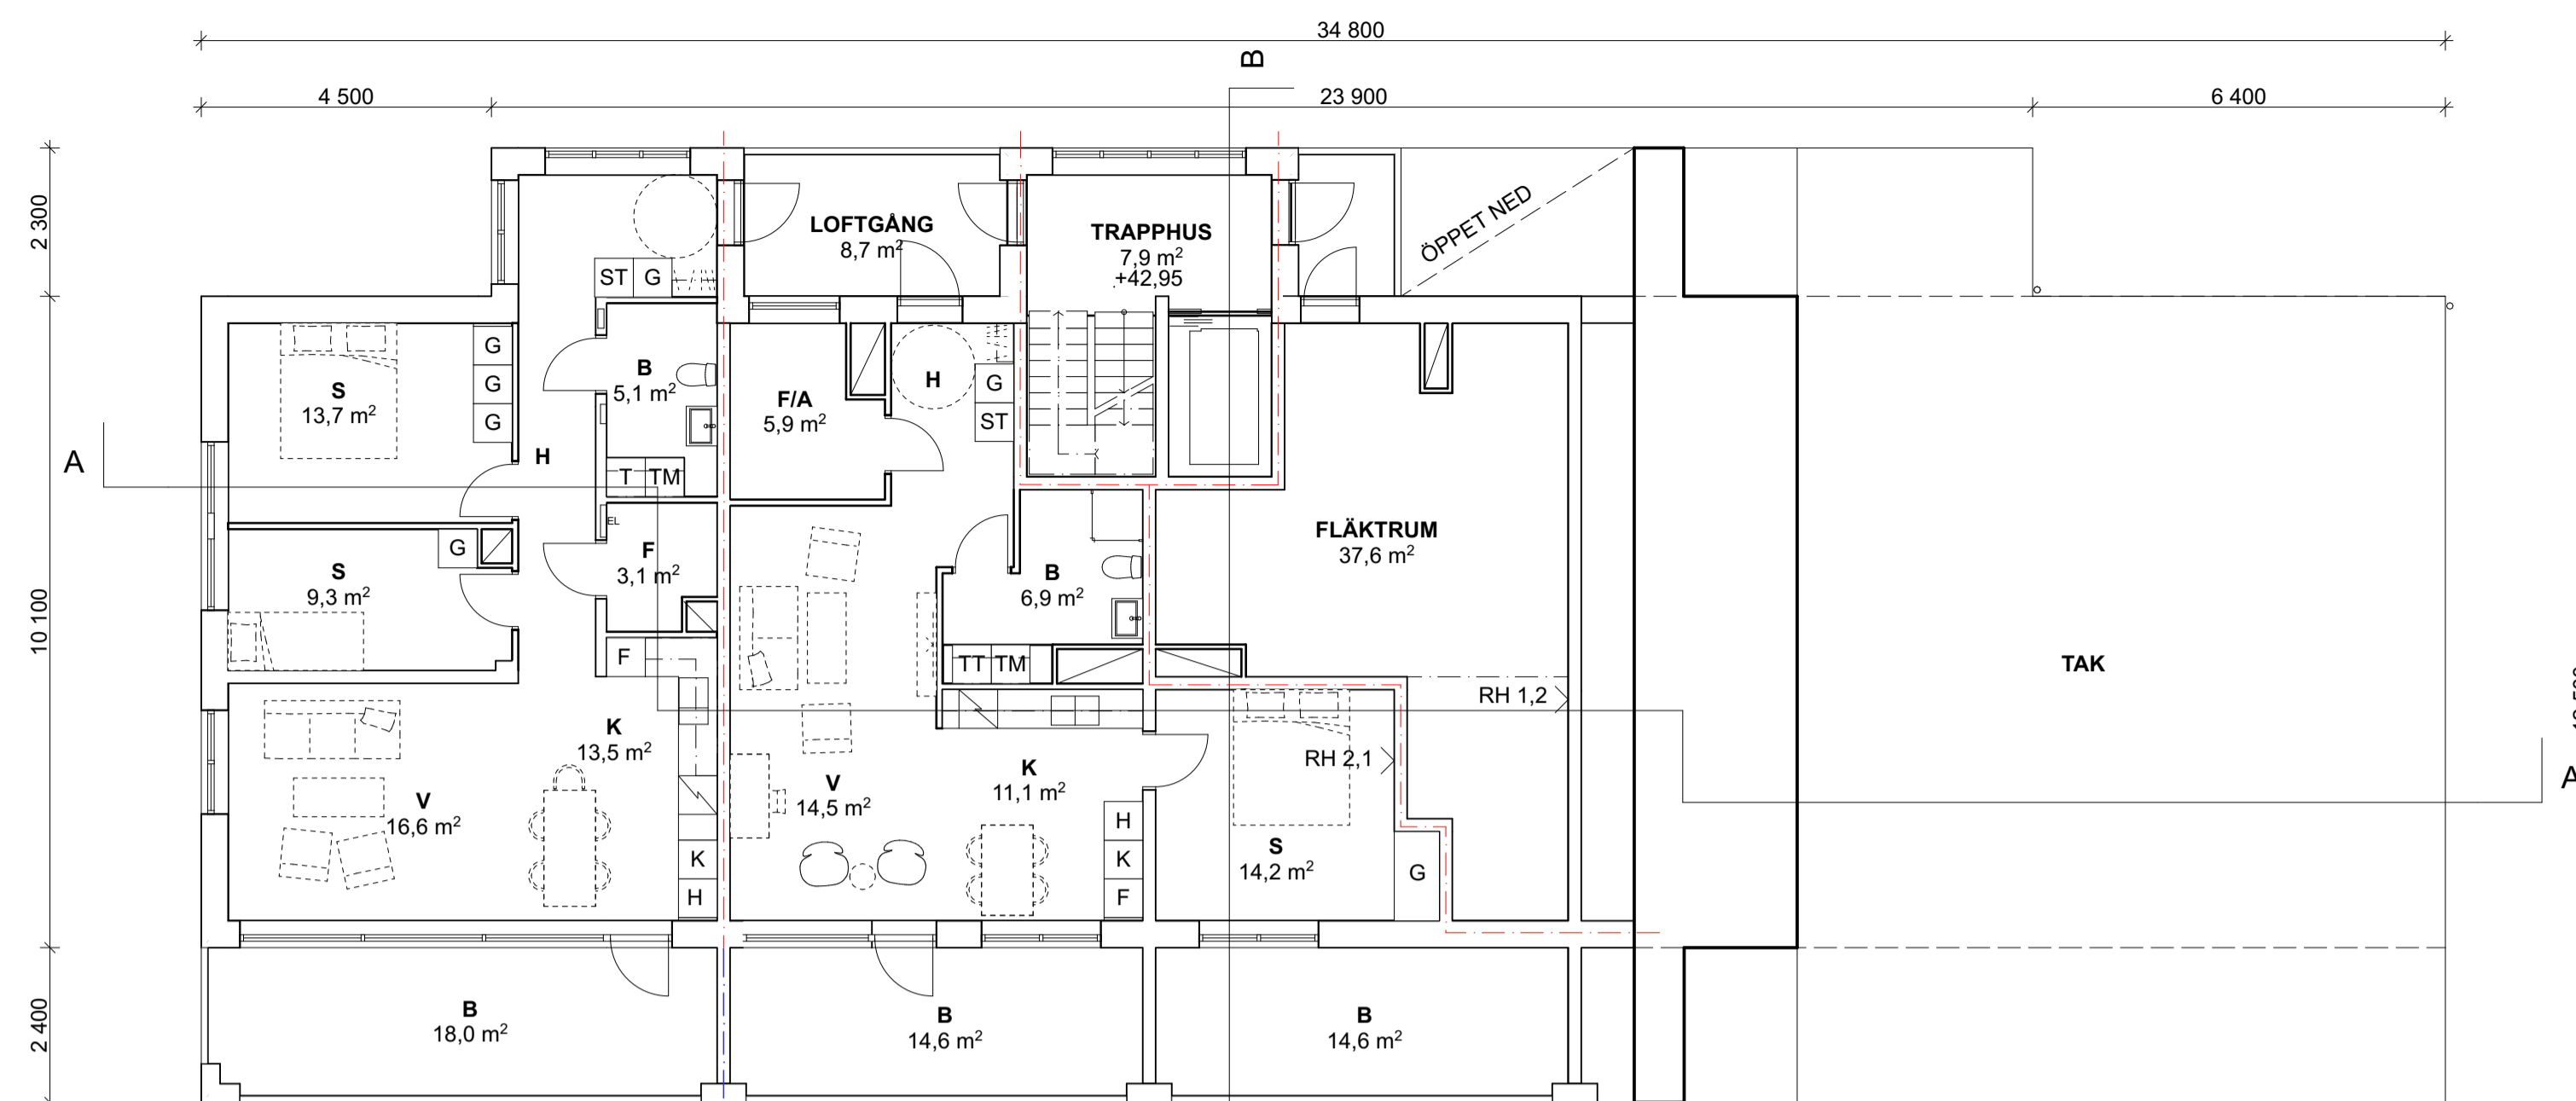 34 800
B
4 500
23 900
6 400
2 300
LOFTGÅNG
8,7 m²
TRAPPHUS
7,9 m²
+42,95
ÖPPET NED
ST
G
S
13,7 m²
G
G
G
B
5,1 m²
F/A
5,9 m²
H
G
ST
A
H
T
TM
FLÄKTRUM
37,6 m²
EL
S
9,3 m²
G
F
3,1 m²
B
6,9 m²
10 100
F
TT
TM
TAK
RH 1,2
K
13,5 m²
RH 2,1
V
16,6 m²
V
14,5 m²
K
11,1 m²
A
H
K
F
K
H
S
14,2 m²
G
B
18,0 m²
B
14,6 m²
B
14,6 m²
2 400